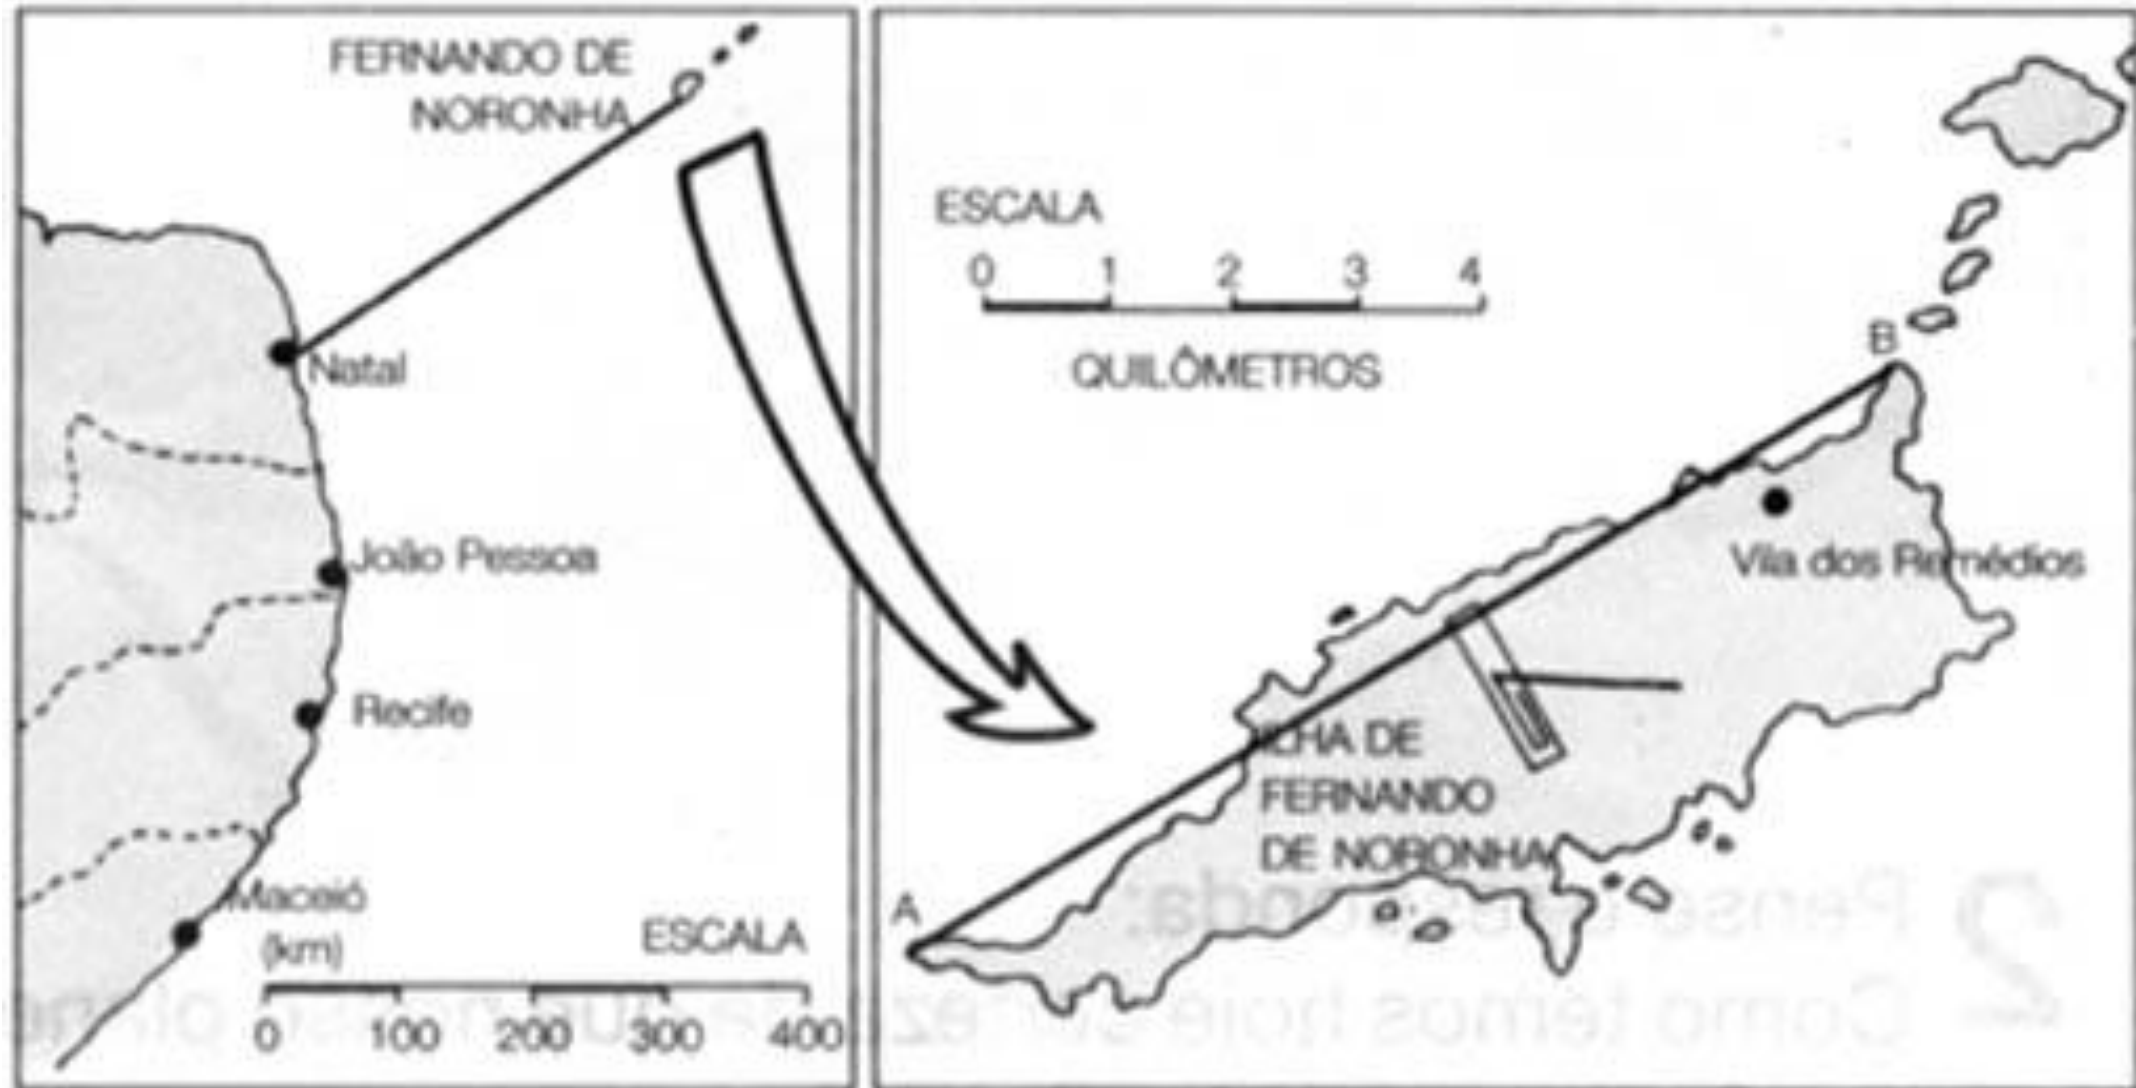 FERNANDO DE
NORONHA
Natal
João Pessoa
Recife
Maceió
(km)
ESCALA
0 100 200 300 400
ESCALA
0 1 2 3 4
QUILÔMETROS
B
Vila dos Remédios
ILHA DE
FERNANDO
DE NORONHA
A